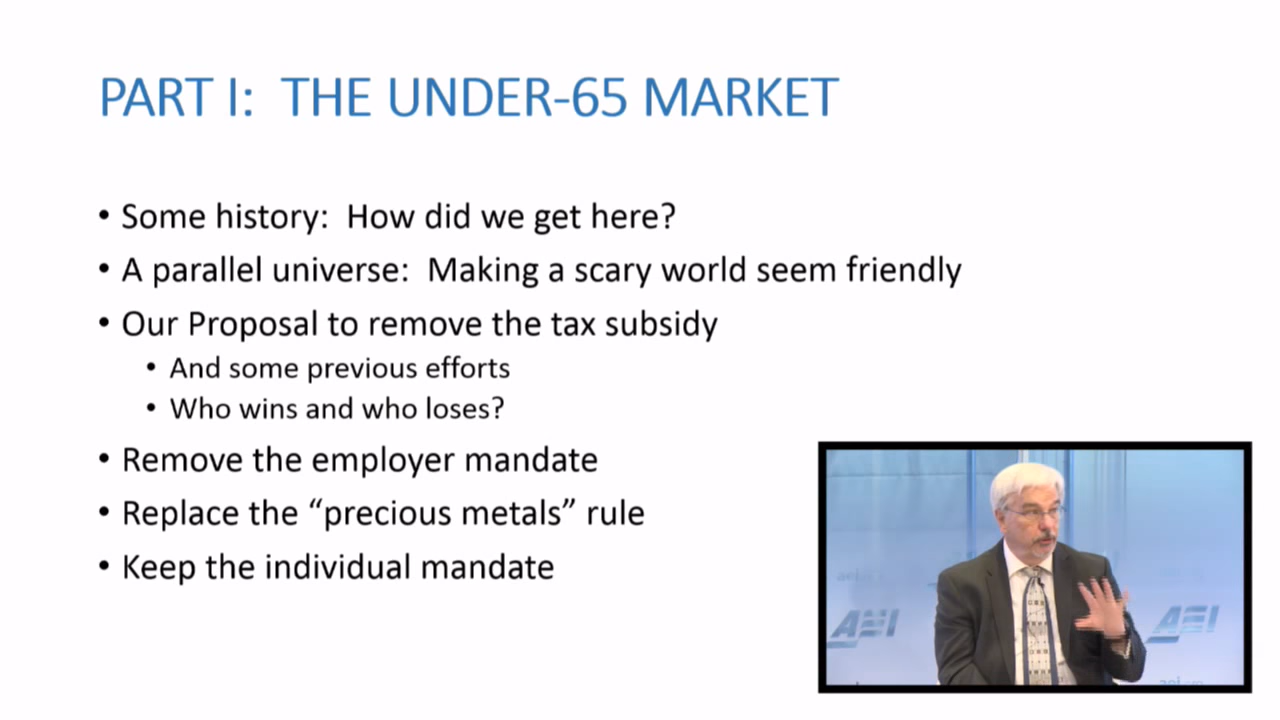 PART I:  THE UNDER-65 MARKET
• Some history:  How did we get here?
• A parallel universe:  Making a scary world seem friendly
• Our Proposal to remove the tax subsidy
• And some previous efforts
• Who wins and who loses?
• Remove the employer mandate
• Replace the “precious metals” rule
• Keep the individual mandate
AEI
AEI